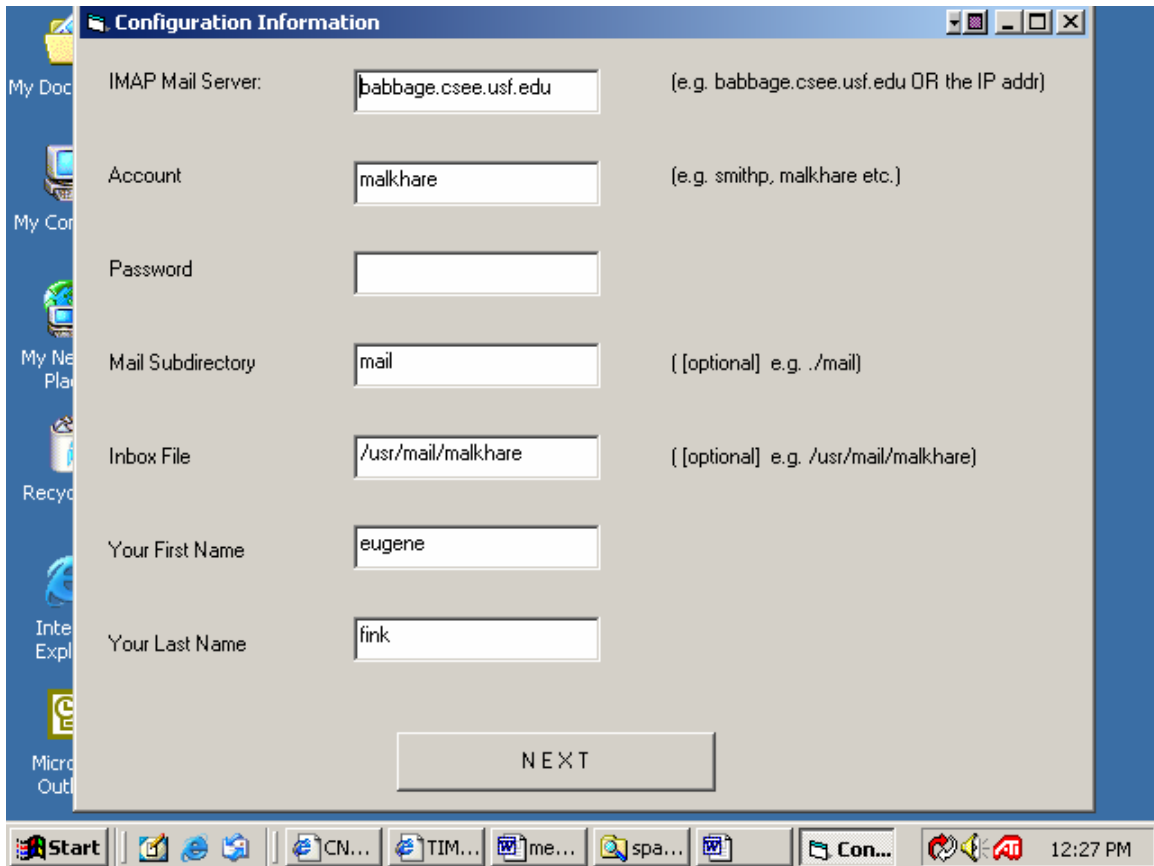 Configuration Information
IMAP Mail Server: babbage.csee.usf.edu (e.g. babbage.csee.usf.edu OR the IP addr)
Account malkhare (e.g. smithp, malkhare etc.)
Password
Mail Subdirectory mail ( [optional] e.g. ./mail)
Inbox File /usr/mail/malkhare ( [optional] e.g. /usr/mail/malkhare)
Your First Name eugene
Your Last Name fink
NEXT
My Doc
My Con
My Ne
Pla
Recyc
Inte
Expl
Micro
Outl
Start CN... TIM... me... spa... Con... 12:27 PM